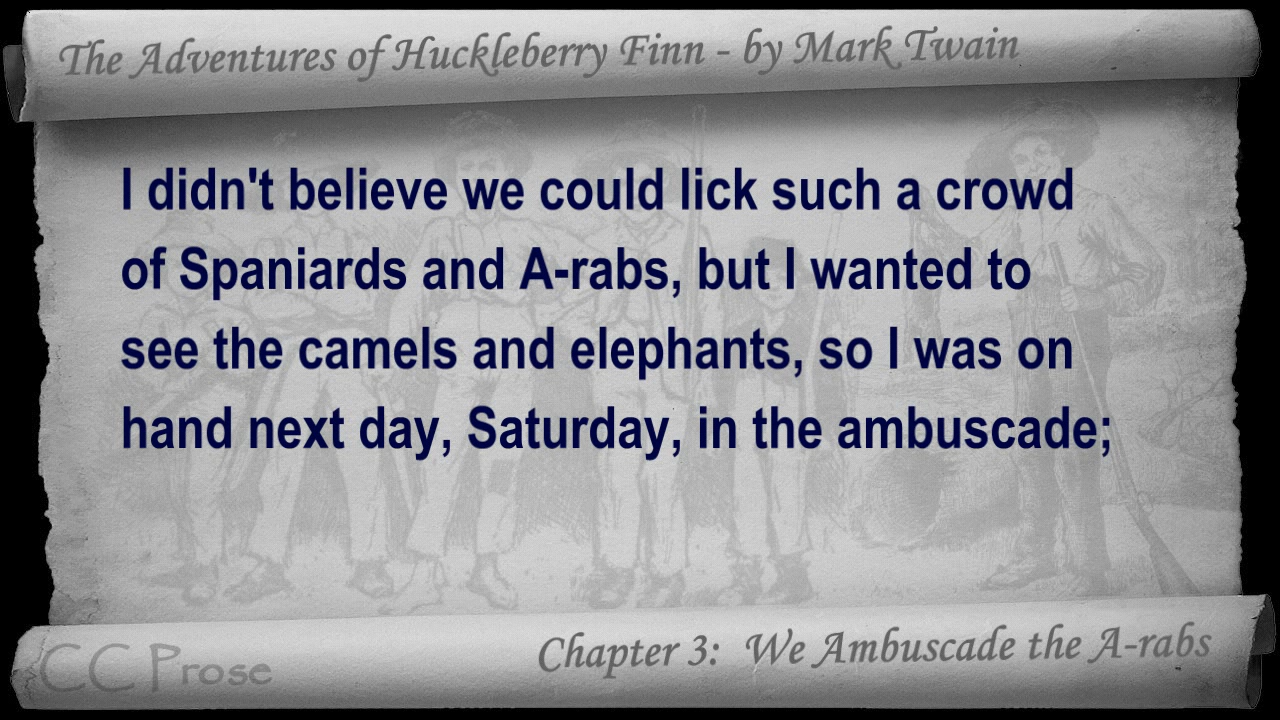 The Adventures of Huckleberry Finn - by Mark Twain
I didn't believe we could lick such a crowd
of Spaniards and A-rabs, but I wanted to
see the camels and elephants, so I was on
hand next day, Saturday, in the ambuscade;
Chapter 3: We Ambuscade the A-rabs
CC Prose